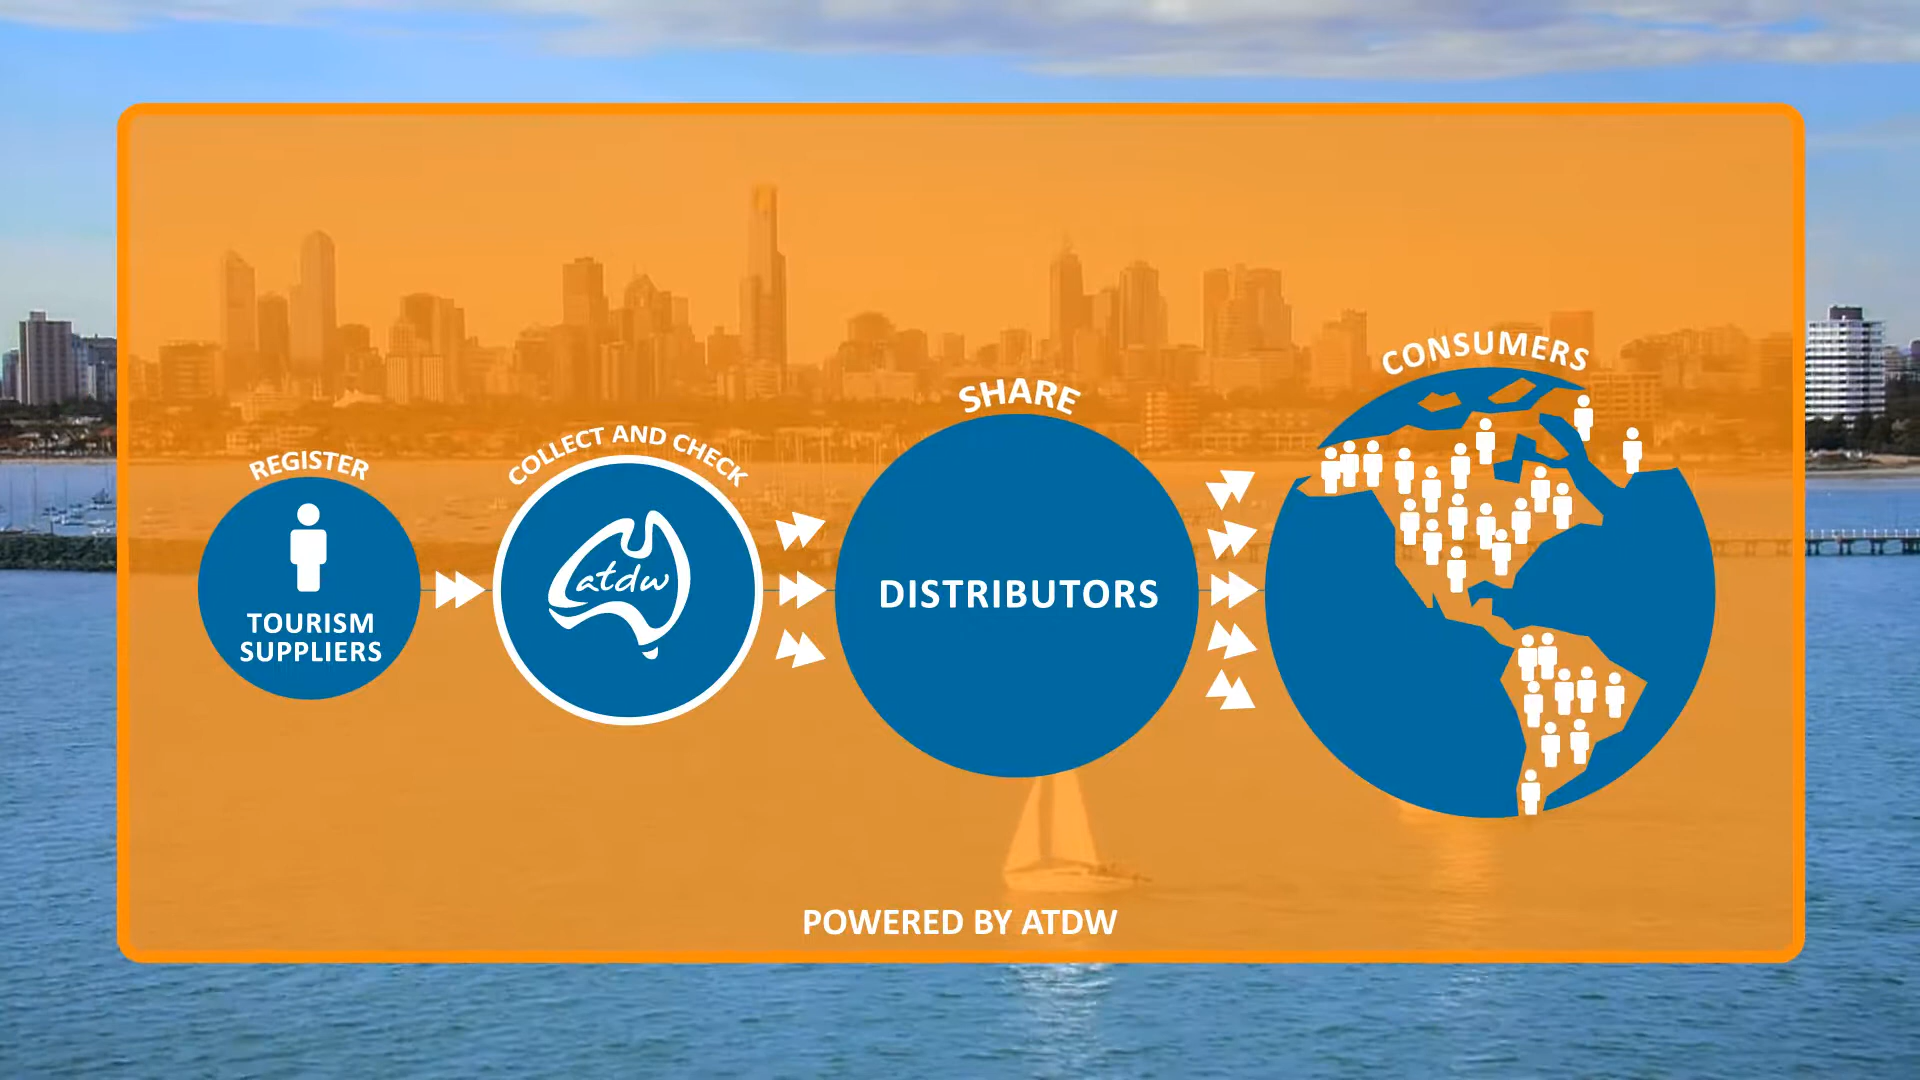 REGISTER
TOURISM
SUPPLIERS
COLLECT AND CHECK
atdw
SHARE
DISTRIBUTORS
CONSUMERS
POWERED BY ATDW